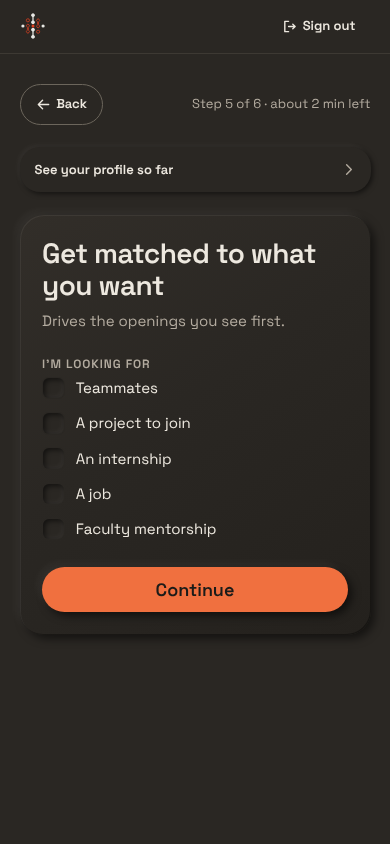 Sign out
Back
Step 5 of 6 · about 2 min left
See your profile so far
Get matched to what
you want
Drives the openings you see first.
I'M LOOKING FOR
Teammates
A project to join
An internship
A job
Faculty mentorship
Continue